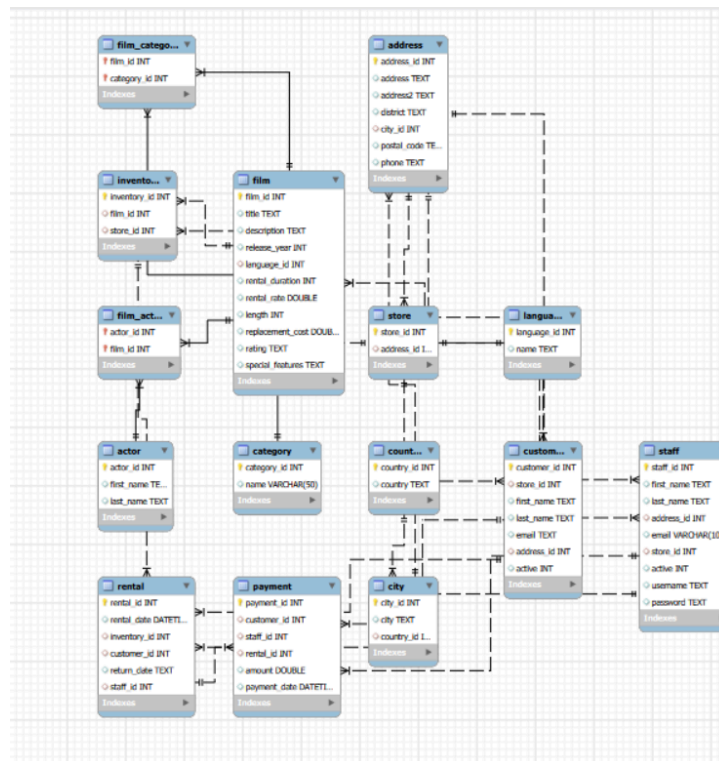 film_catego...
film_id INT
category_id INT
Indexes
address
address_id INT
address TEXT
address2 TEXT
district TEXT
city_id INT
postal_code TE...
phone TEXT
Indexes
invento...
inventory_id INT
film_id INT
store_id INT
Indexes
film
film_id INT
title TEXT
description TEXT
release_year INT
language_id INT
rental_duration INT
rental_rate DOUBLE
length INT
replacement_cost DOUB...
rating TEXT
special_features TEXT
Indexes
film_act...
actor_id INT
film_id INT
Indexes
store
store_id INT
address_id I...
Indexes
langua...
language_id INT
name TEXT
Indexes
actor
actor_id INT
first_name TE...
last_name TEXT
Indexes
category
category_id INT
name VARCHAR(50)
Indexes
count...
country_id INT
country TEXT
Indexes
custom...
customer_id INT
store_id INT
first_name TEXT
last_name TEXT
email TEXT
address_id INT
active INT
Indexes
staff
staff_id INT
first_name TEXT
last_name TEXT
address_id INT
email VARCHAR(10
store_id INT
active INT
username TEXT
password TEXT
Indexes
rental
rental_id INT
rental_date DATETI...
inventory_id INT
customer_id INT
return_date TEXT
staff_id INT
Indexes
payment
payment_id INT
customer_id INT
staff_id INT
rental_id INT
amount DOUBLE
payment_date DATETI...
Indexes
city
city_id INT
city TEXT
country_id I...
Indexes